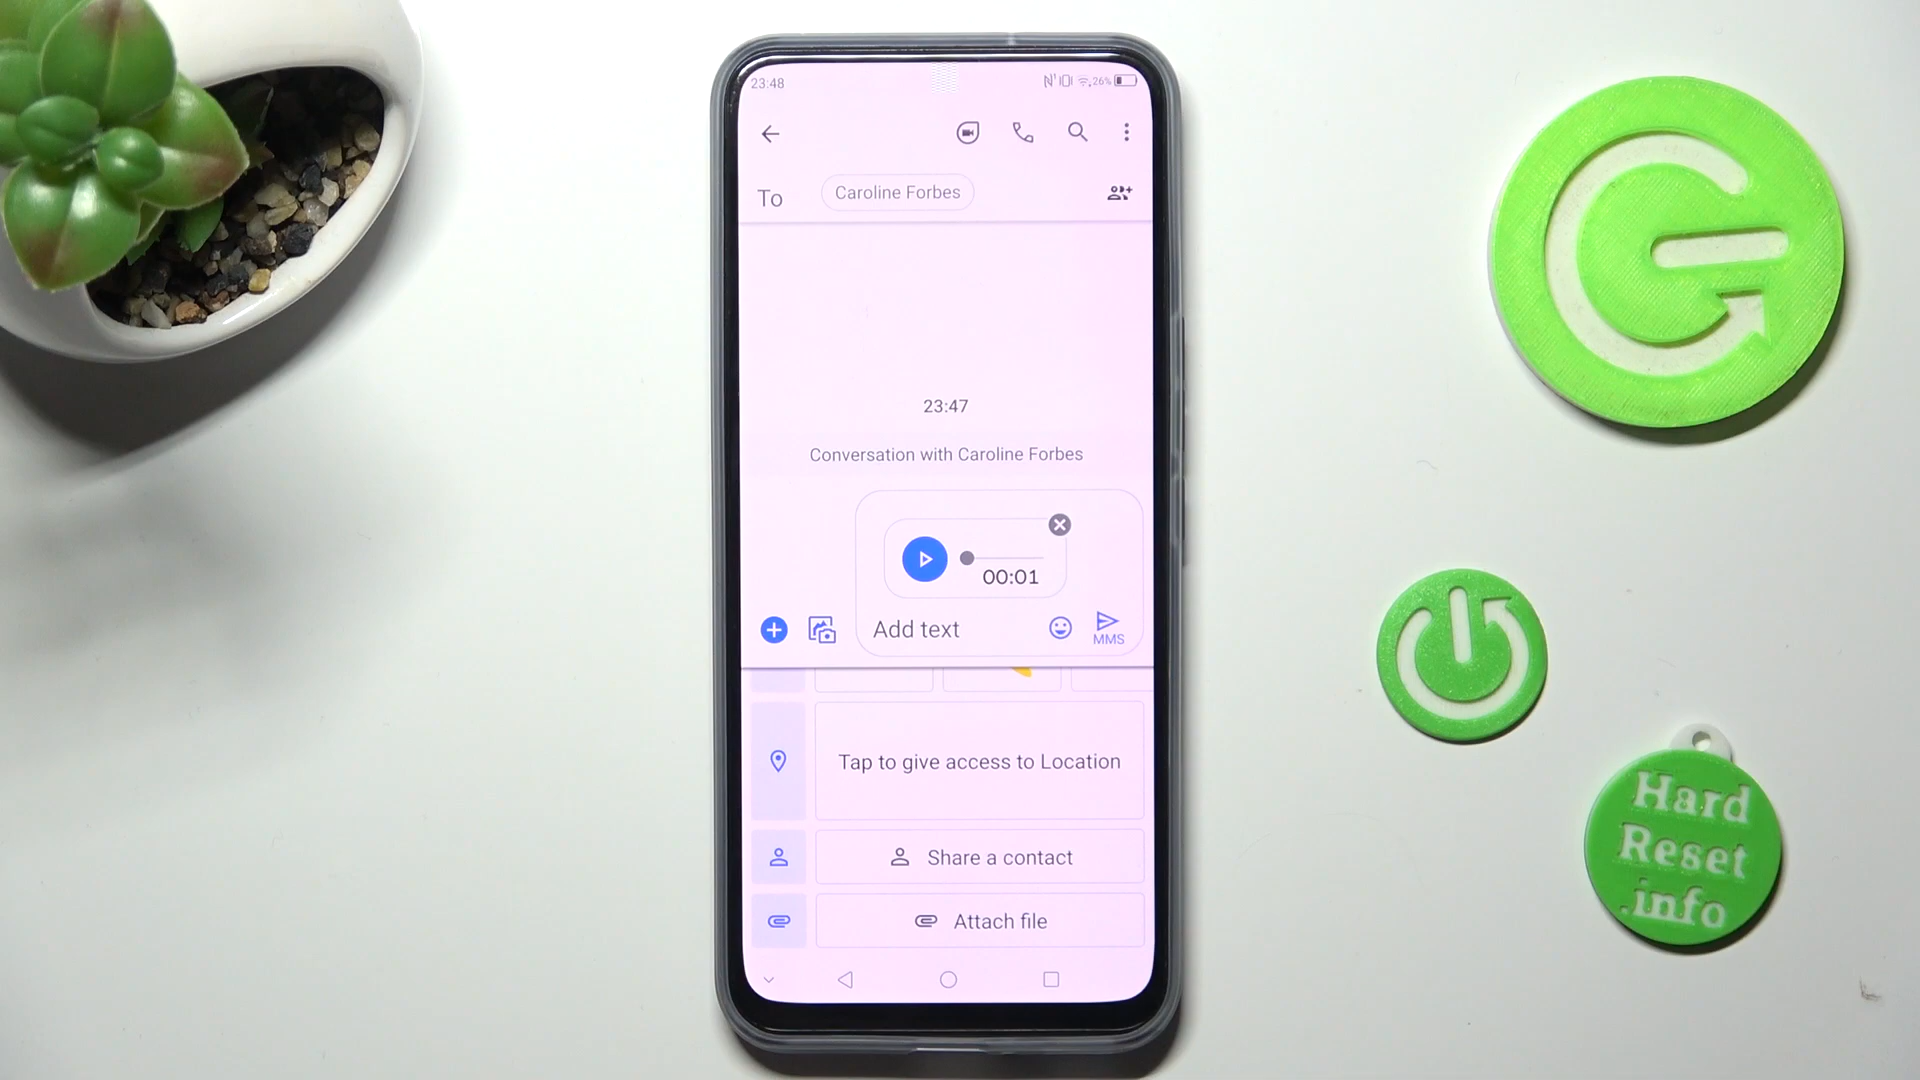 23:48
26%
To
Caroline Forbes
23:47
Conversation with Caroline Forbes
00:01
Add text
MMS
Tap to give access to Location
Share a contact
Attach file
Hard
Reset
.info